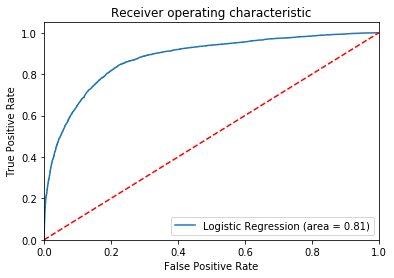 Receiver operating characteristic
1.0
0.8
0.6
0.4
0.2
0.0
True Positive Rate
Logistic Regression (area = 0.81)
0.0 0.2 0.4 0.6 0.8 1.0
False Positive Rate